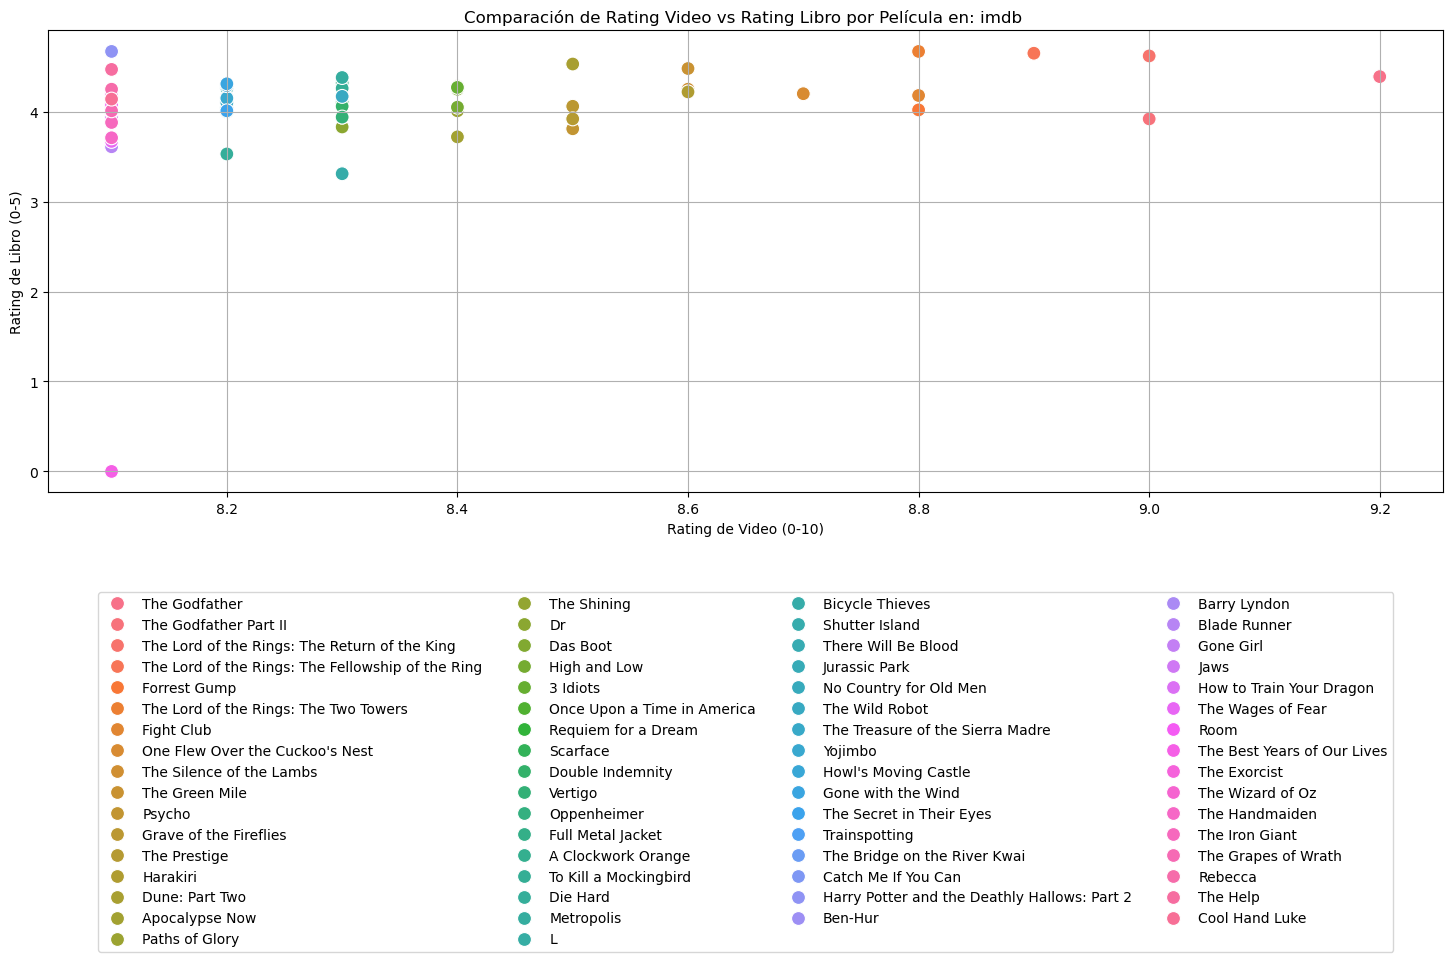 Comparación de Rating Video vs Rating Libro por Película en: imdb
Rating de Libro (0-5)
4
3
2
1
0
8.2 8.4 8.6 8.8 9.0 9.2
Rating de Video (0-10)
The Godfather
The Godfather Part II
The Lord of the Rings: The Return of the King
The Lord of the Rings: The Fellowship of the Ring
Forrest Gump
The Lord of the Rings: The Two Towers
Fight Club
One Flew Over the Cuckoo's Nest
The Silence of the Lambs
The Green Mile
Psycho
Grave of the Fireflies
The Prestige
Harakiri
Dune: Part Two
Apocalypse Now
Paths of Glory
The Shining
Dr
Das Boot
High and Low
3 Idiots
Once Upon a Time in America
Requiem for a Dream
Scarface
Double Indemnity
Vertigo
Oppenheimer
Full Metal Jacket
A Clockwork Orange
To Kill a Mockingbird
Die Hard
Metropolis
L
Bicycle Thieves
Shutter Island
There Will Be Blood
Jurassic Park
No Country for Old Men
The Wild Robot
The Treasure of the Sierra Madre
Yojimbo
Howl's Moving Castle
Gone with the Wind
The Secret in Their Eyes
Trainspotting
The Bridge on the River Kwai
Catch Me If You Can
Harry Potter and the Deathly Hallows: Part 2
Ben-Hur
Barry Lyndon
Blade Runner
Gone Girl
Jaws
How to Train Your Dragon
The Wages of Fear
Room
The Best Years of Our Lives
The Exorcist
The Wizard of Oz
The Handmaiden
The Iron Giant
The Grapes of Wrath
Rebecca
The Help
Cool Hand Luke